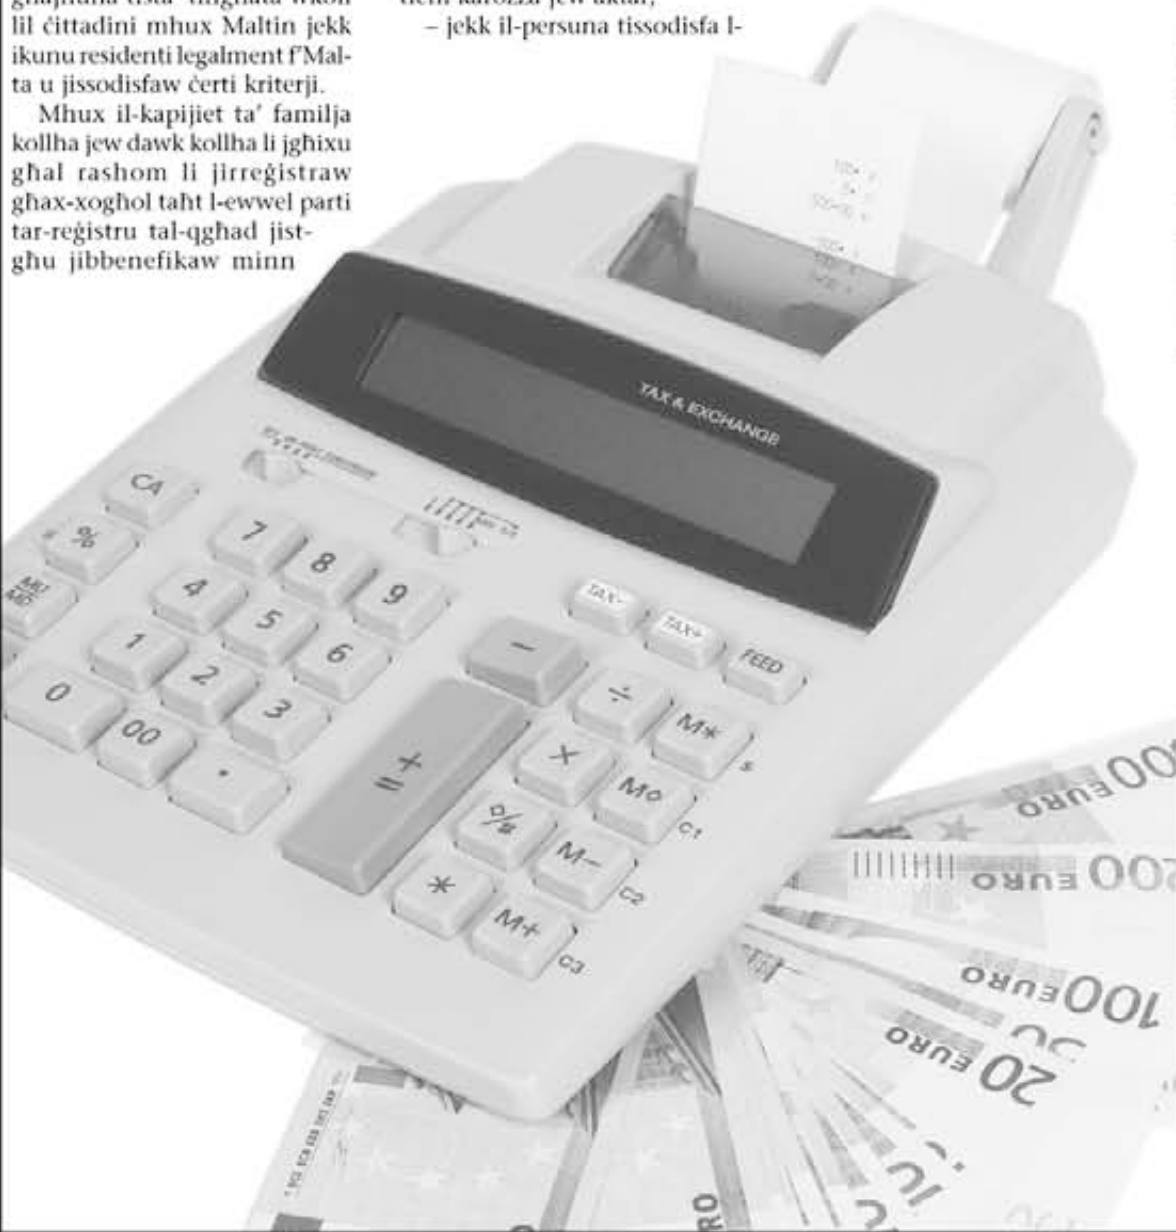 lil ċittadini mhux Maltin jekk
ikunu residenti legalment f'Mal-
ta u jissodisfaw ċerti kriterji.
Mhux il-kapijiet ta' familja
kollha jew dawk kollha li jgħixu
għal rashom li jirreġistraw
għax-xogħol taħt l-ewwel parti
tar-reġistru tal-qgħad jist-
għu jibbenefikaw minn
– jekk il-persuna tissodisfa l-
TAX & EXCHANGE
CA
%
7 8 9
MU
MD
4 5 6
1 2 3
0 00 .
TAX- TAX+ FEED
−
+
=
÷ M* S
× M◇ C1
M− C2
* M+ C3
200 EURO
100 EURO
20 EURO